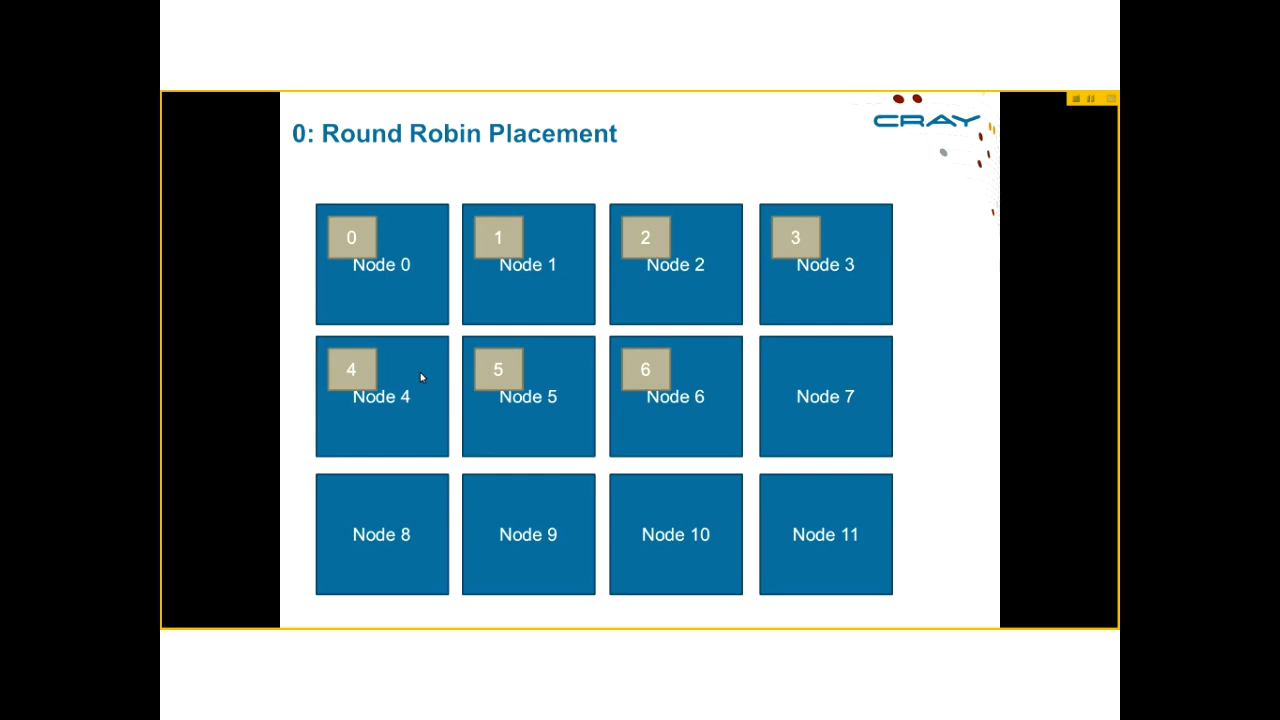 CRAY
0: Round Robin Placement
0
Node 0
1
Node 1
2
Node 2
3
Node 3
4
Node 4
5
Node 5
6
Node 6
Node 7
Node 8
Node 9
Node 10
Node 11